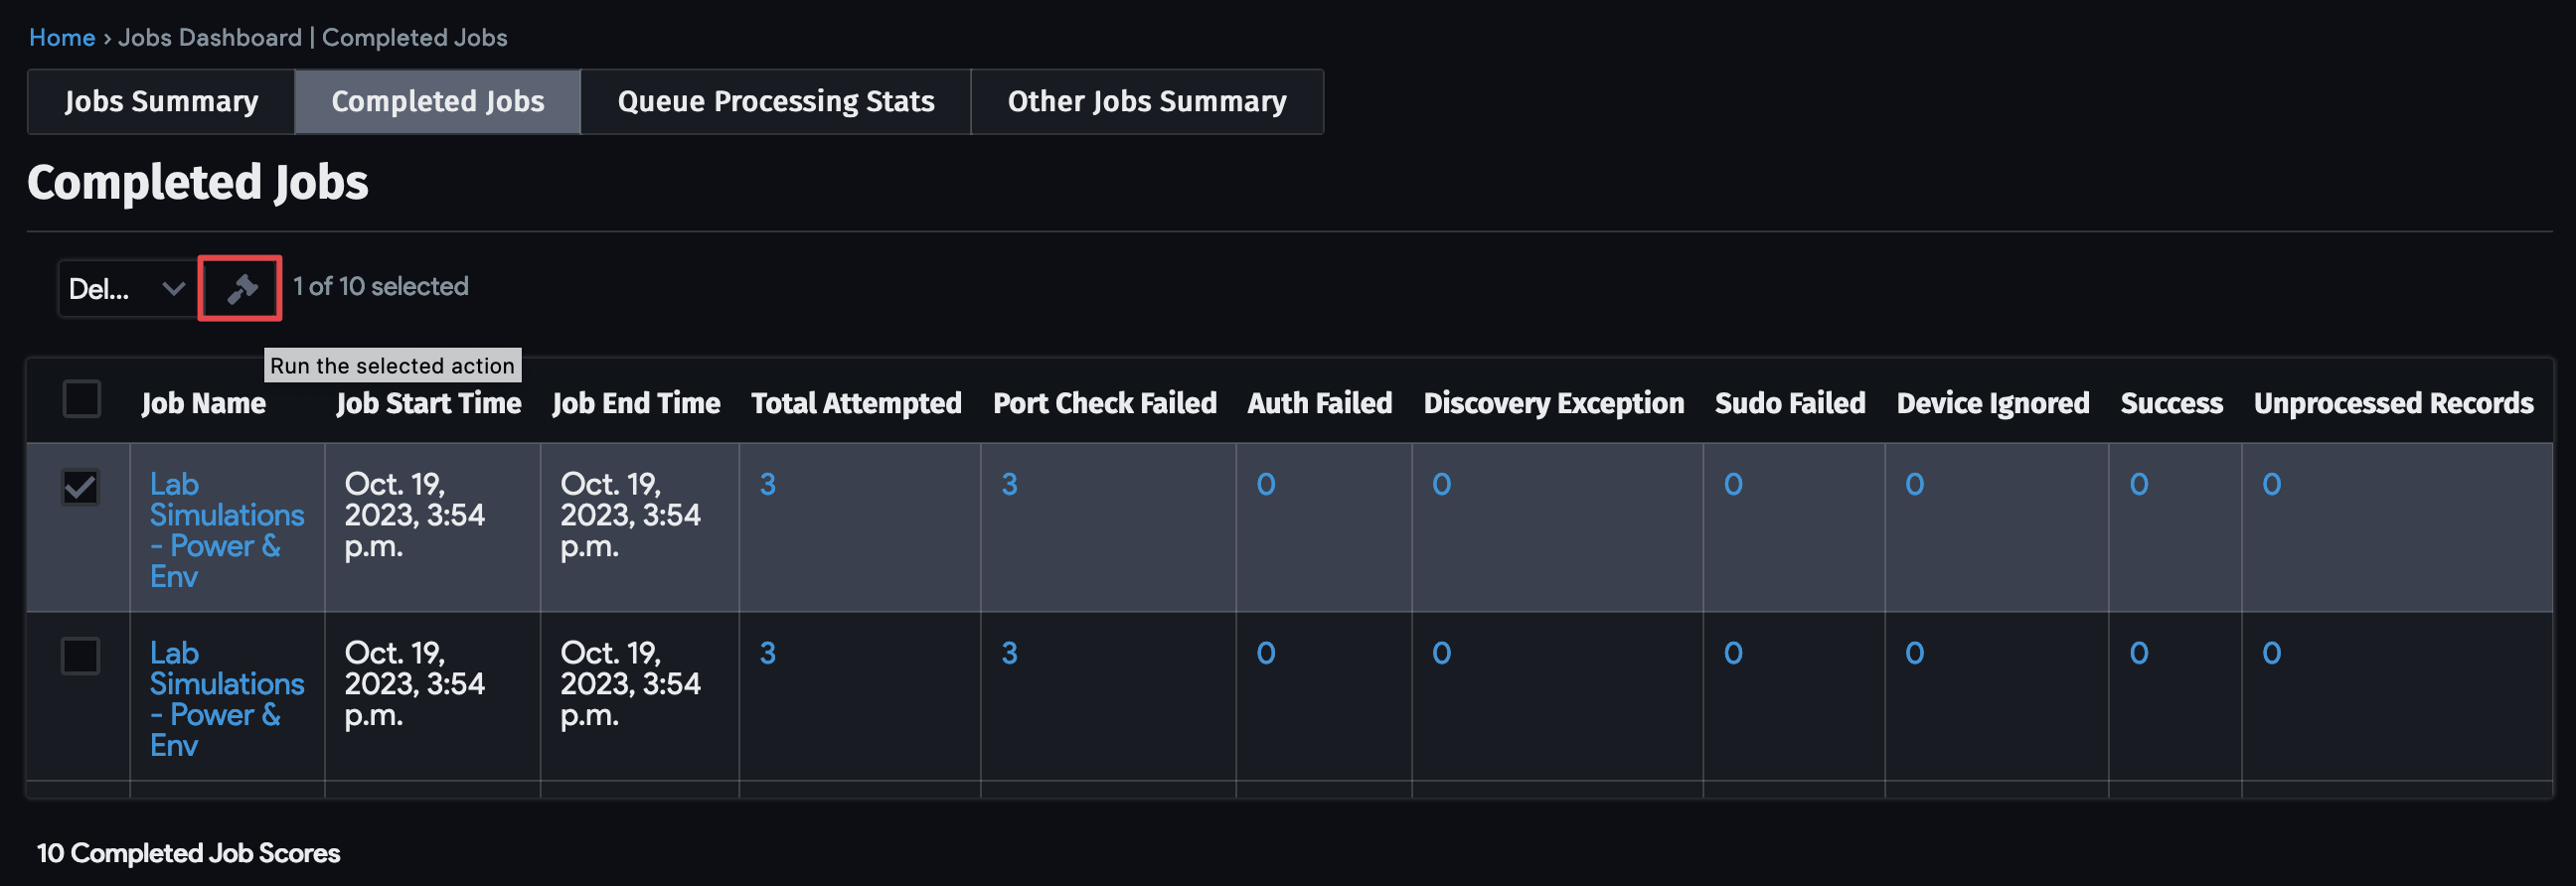 Home › Jobs Dashboard | Completed Jobs
Jobs Summary
Completed Jobs
Queue Processing Stats
Other Jobs Summary
Completed Jobs
Del...
1 of 10 selected
Run the selected action
Job Name
Job Start Time
Job End Time
Total Attempted
Port Check Failed
Auth Failed
Discovery Exception
Sudo Failed
Device Ignored
Success
Unprocessed Records
Lab
Simulations
- Power &
Env
Oct. 19,
2023, 3:54
p.m.
Oct. 19,
2023, 3:54
p.m.
3
3
0
0
0
0
0
0
Lab
Simulations
- Power &
Env
Oct. 19,
2023, 3:54
p.m.
Oct. 19,
2023, 3:54
p.m.
3
3
0
0
0
0
0
0
10 Completed Job Scores